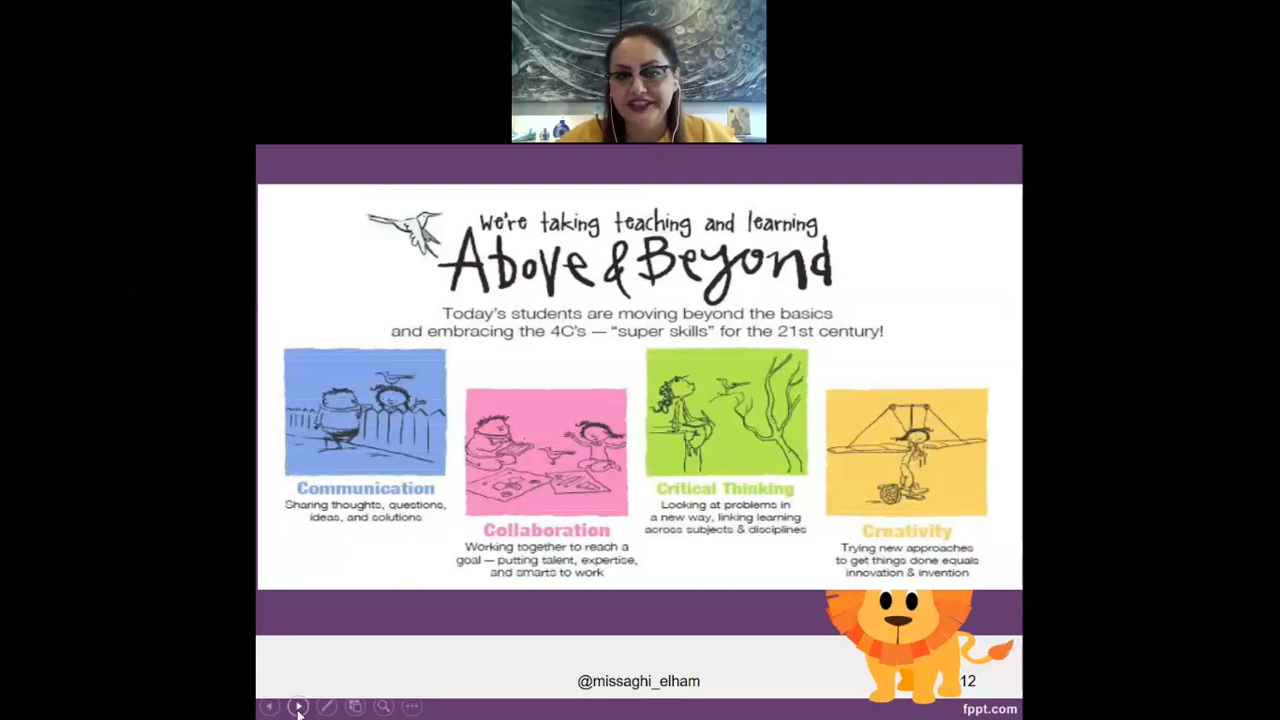 We're taking teaching and learning
Above & Beyond
Today's students are moving beyond the basics
and embracing the 4C's — "super skills" for the 21st century!
Communication
Sharing thoughts, questions,
ideas, and solutions
Collaboration
Working together to reach a
goal — putting talent, expertise,
and smarts to work
Critical Thinking
Looking at problems in
a new way, linking learning
across subjects & disciplines
Creativity
Trying new approaches
to get things done equals
innovation & invention
@missaghi_elham
12
fppt.com